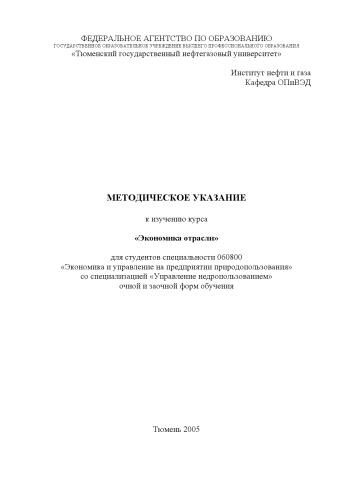 ФЕДЕРАЛЬНОЕ АГЕНТСТВО ПО ОБРАЗОВАНИЮ
ГОСУДАРСТВЕННОЕ ОБРАЗОВАТЕЛЬНОЕ УЧРЕЖДЕНИЕ ВЫСШЕГО ПРОФЕССИОНАЛЬНОГО ОБРАЗОВАНИЯ
«Тюменский государственный нефтегазовый университет»
Институт нефти и газа
Кафедра ОПиВЭД
МЕТОДИЧЕСКОЕ УКАЗАНИЕ
к изучению курса
«Экономика отрасли»
для студентов специальности 060800
«Экономика и управление на предприятии природопользования»
со специализацией «Управление недропользованием»
очной и заочной форм обучения
Тюмень 2005